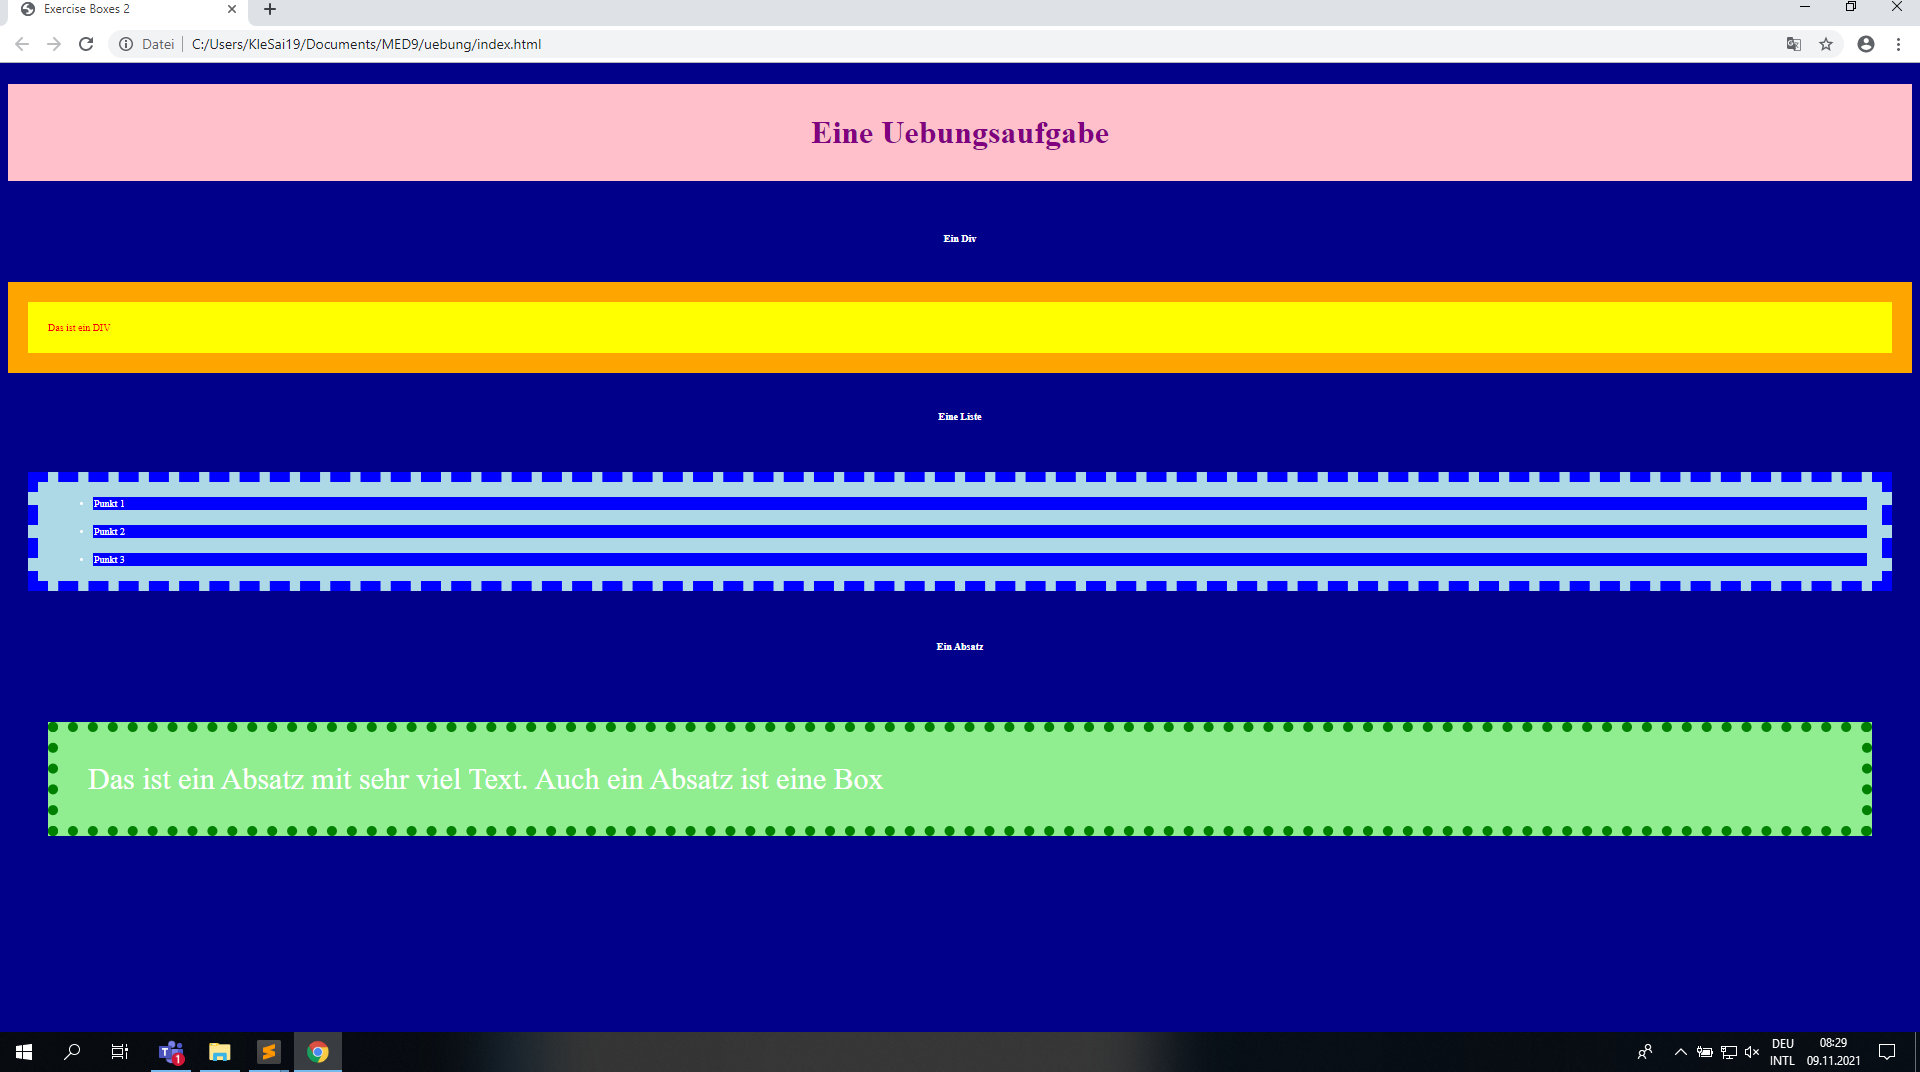 Exercise Boxes 2
Datei
C:/Users/KleSai19/Documents/MED9/uebung/index.html
Eine Uebungsaufgabe
Ein Div
Das ist ein DIV
Eine Liste
Punkt 1
Punkt 2
Punkt 3
Ein Absatz
Das ist ein Absatz mit sehr viel Text. Auch ein Absatz ist eine Box
T
1
DEU
INTL
08:29
09.11.2021